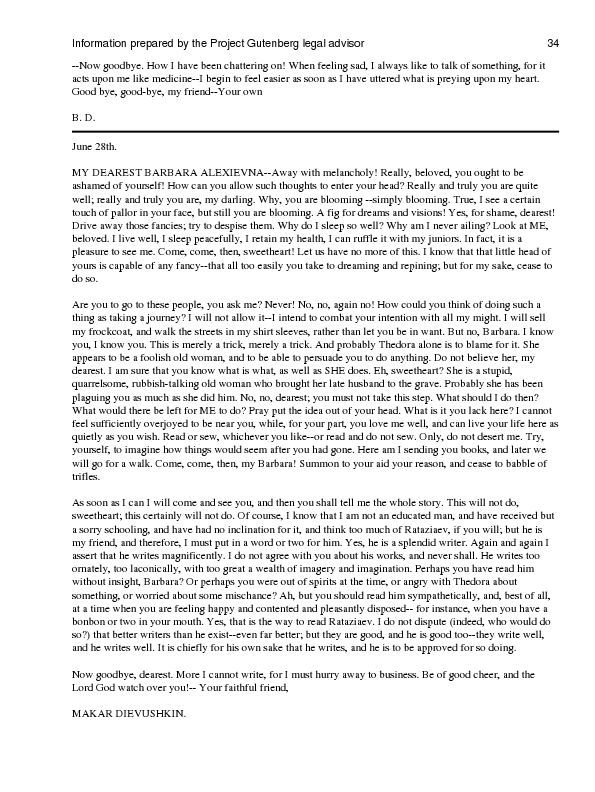 Information prepared by the Project Gutenberg legal advisor 34
--Now goodbye. How I have been chattering on! When feeling sad, I always like to talk of something, for it
acts upon me like medicine--I begin to feel easier as soon as I have uttered what is preying upon my heart.
Good bye, good-bye, my friend--Your own
B. D.
June 28th.
MY DEAREST BARBARA ALEXIEVNA--Away with melancholy! Really, beloved, you ought to be
ashamed of yourself! How can you allow such thoughts to enter your head? Really and truly you are quite
well; really and truly you are, my darling. Why, you are blooming --simply blooming. True, I see a certain
touch of pallor in your face, but still you are blooming. A fig for dreams and visions! Yes, for shame, dearest!
Drive away those fancies; try to despise them. Why do I sleep so well? Why am I never ailing? Look at ME,
beloved. I live well, I sleep peacefully, I retain my health, I can ruffle it with my juniors. In fact, it is a
pleasure to see me. Come, come, then, sweetheart! Let us have no more of this. I know that that little head of
yours is capable of any fancy--that all too easily you take to dreaming and repining; but for my sake, cease to
do so.
Are you to go to these people, you ask me? Never! No, no, again no! How could you think of doing such a
thing as taking a journey? I will not allow it--I intend to combat your intention with all my might. I will sell
my frockcoat, and walk the streets in my shirt sleeves, rather than let you be in want. But no, Barbara. I know
you, I know you. This is merely a trick, merely a trick. And probably Thedora alone is to blame for it. She
appears to be a foolish old woman, and to be able to persuade you to do anything. Do not believe her, my
dearest. I am sure that you know what is what, as well as SHE does. Eh, sweetheart? She is a stupid,
quarrelsome, rubbish-talking old woman who brought her late husband to the grave. Probably she has been
plaguing you as much as she did him. No, no, dearest; you must not take this step. What should I do then?
What would there be left for ME to do? Pray put the idea out of your head. What is it you lack here? I cannot
feel sufficiently overjoyed to be near you, while, for your part, you love me well, and can live your life here as
quietly as you wish. Read or sew, whichever you like--or read and do not sew. Only, do not desert me. Try,
yourself, to imagine how things would seem after you had gone. Here am I sending you books, and later we
will go for a walk. Come, come, then, my Barbara! Summon to your aid your reason, and cease to babble of
trifles.
As soon as I can I will come and see you, and then you shall tell me the whole story. This will not do,
sweetheart; this certainly will not do. Of course, I know that I am not an educated man, and have received but
a sorry schooling, and have had no inclination for it, and think too much of Rataziaev, if you will; but he is
my friend, and therefore, I must put in a word or two for him. Yes, he is a splendid writer. Again and again I
assert that he writes magnificently. I do not agree with you about his works, and never shall. He writes too
ornately, too laconically, with too great a wealth of imagery and imagination. Perhaps you have read him
without insight, Barbara? Or perhaps you were out of spirits at the time, or angry with Thedora about
something, or worried about some mischance? Ah, but you should read him sympathetically, and, best of all,
at a time when you are feeling happy and contented and pleasantly disposed-- for instance, when you have a
bonbon or two in your mouth. Yes, that is the way to read Rataziaev. I do not dispute (indeed, who would do
so?) that better writers than he exist--even far better; but they are good, and he is good too--they write well,
and he writes well. It is chiefly for his own sake that he writes, and he is to be approved for so doing.
Now goodbye, dearest. More I cannot write, for I must hurry away to business. Be of good cheer, and the
Lord God watch over you!-- Your faithful friend,
MAKAR DIEVUSHKIN.